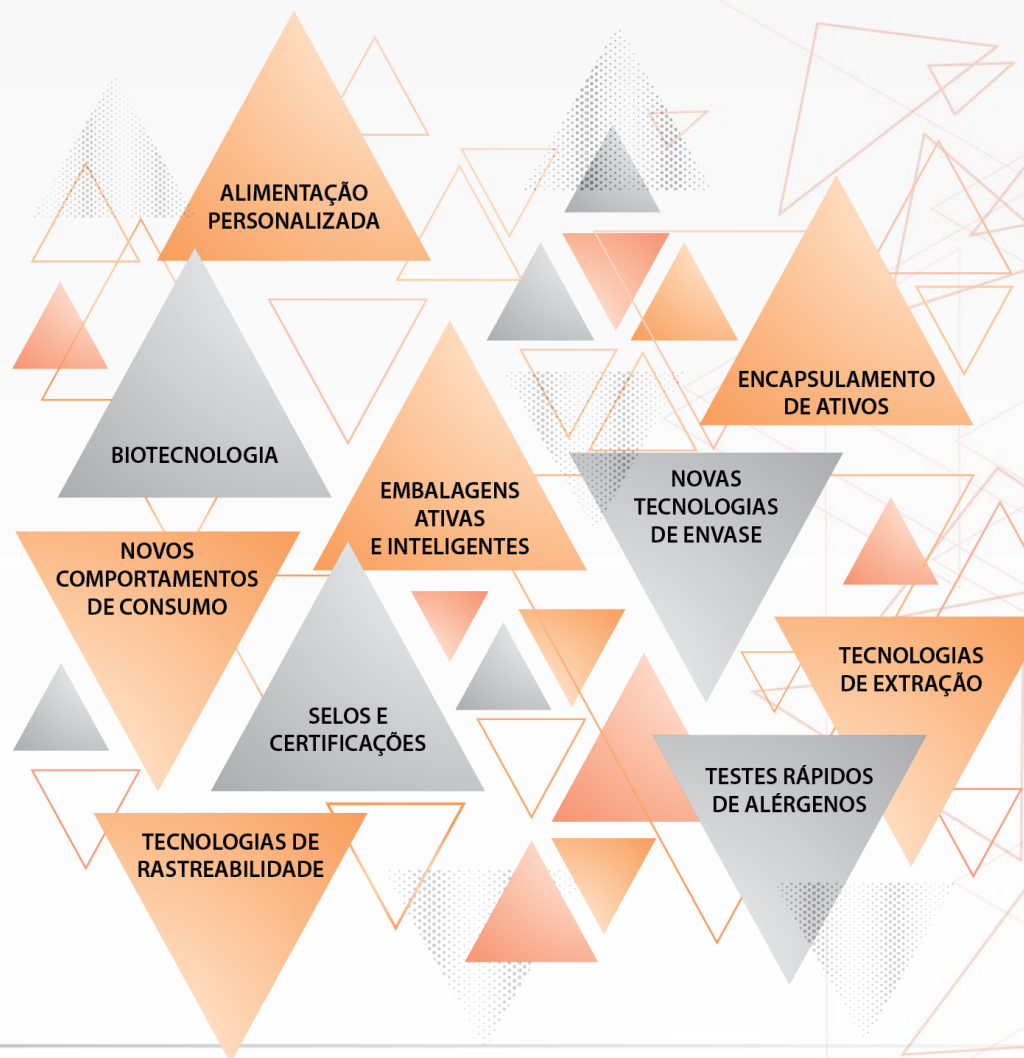 ALIMENTAÇÃO
PERSONALIZADA
ENCAPSULAMENTO
DE ATIVOS
BIOTECNOLOGIA
EMBALAGENS
ATIVAS
E INTELIGENTES
NOVAS
TECNOLOGIAS
DE ENVASE
NOVOS
COMPORTAMENTOS
DE CONSUMO
TECNOLOGIAS
DE EXTRAÇÃO
SELOS E
CERTIFICAÇÕES
TESTES RÁPIDOS
DE ALÉRGENOS
TECNOLOGIAS DE
RASTREABILIDADE